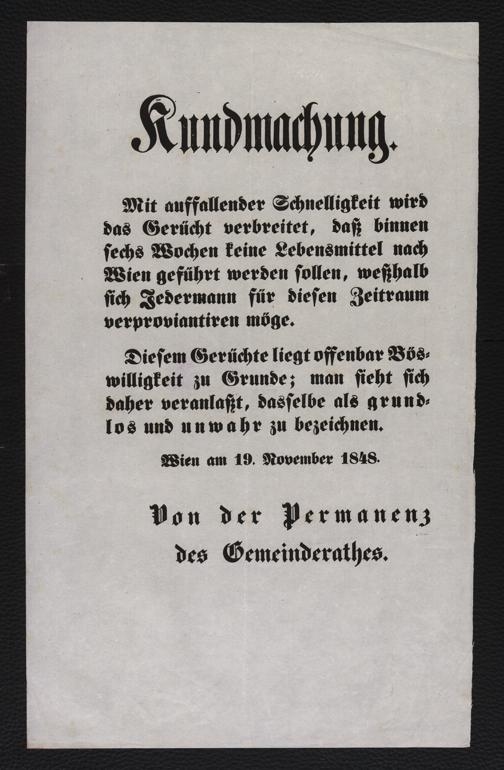 Kundmachung.
Mit auffallender Schnelligkeit wird
das Gerücht verbreitet, daß binnen
sechs Wochen keine Lebensmittel nach
Wien geführt werden sollen, weßhalb
sich Jedermann für diesen Zeitraum
verproviantiren möge.
Diesem Gerüchte liegt offenbar Bös-
willigkeit zu Grunde; man sieht sich
daher veranlaßt, dasselbe als grund-
los und unwahr zu bezeichnen.
Wien am 19. November 1848.
Von der Permanenz
des Gemeinderathes.